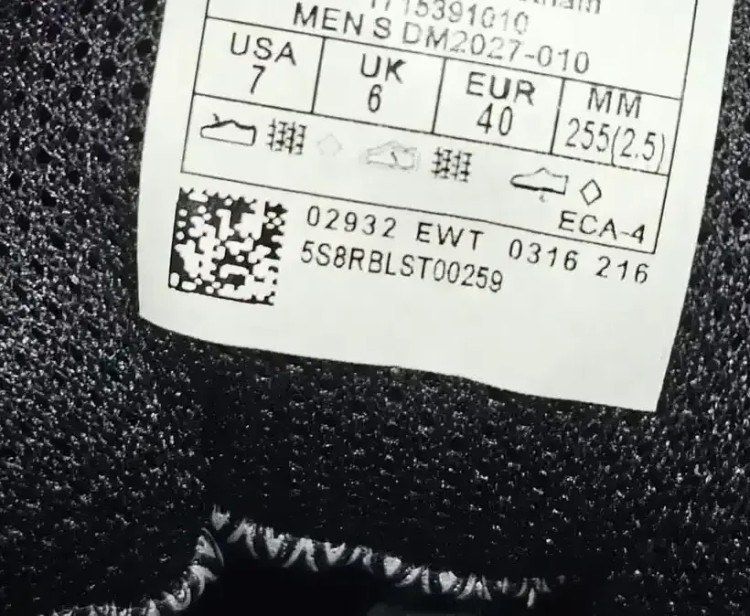 1715391010
MEN S DM2027-010
USA UK EUR MM
7 6 40 255(2.5)
ECA-4
02932 EWT 0316 216
5S8RBLST00259